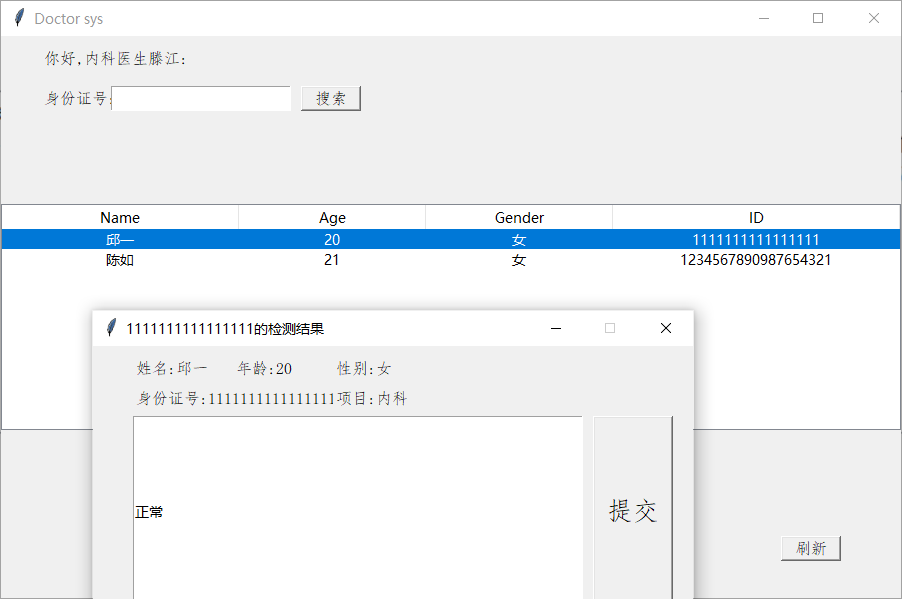 Doctor sys
你好,内科医生滕江:
身份证号: 搜索
Name Age Gender ID
邱一 20 女 1111111111111111
陈如 21 女 1234567890987654321
1111111111111111的检测结果
姓名:邱一 年龄:20 性别:女
身份证号:1111111111111111项目:内科
正常
提交
刷新